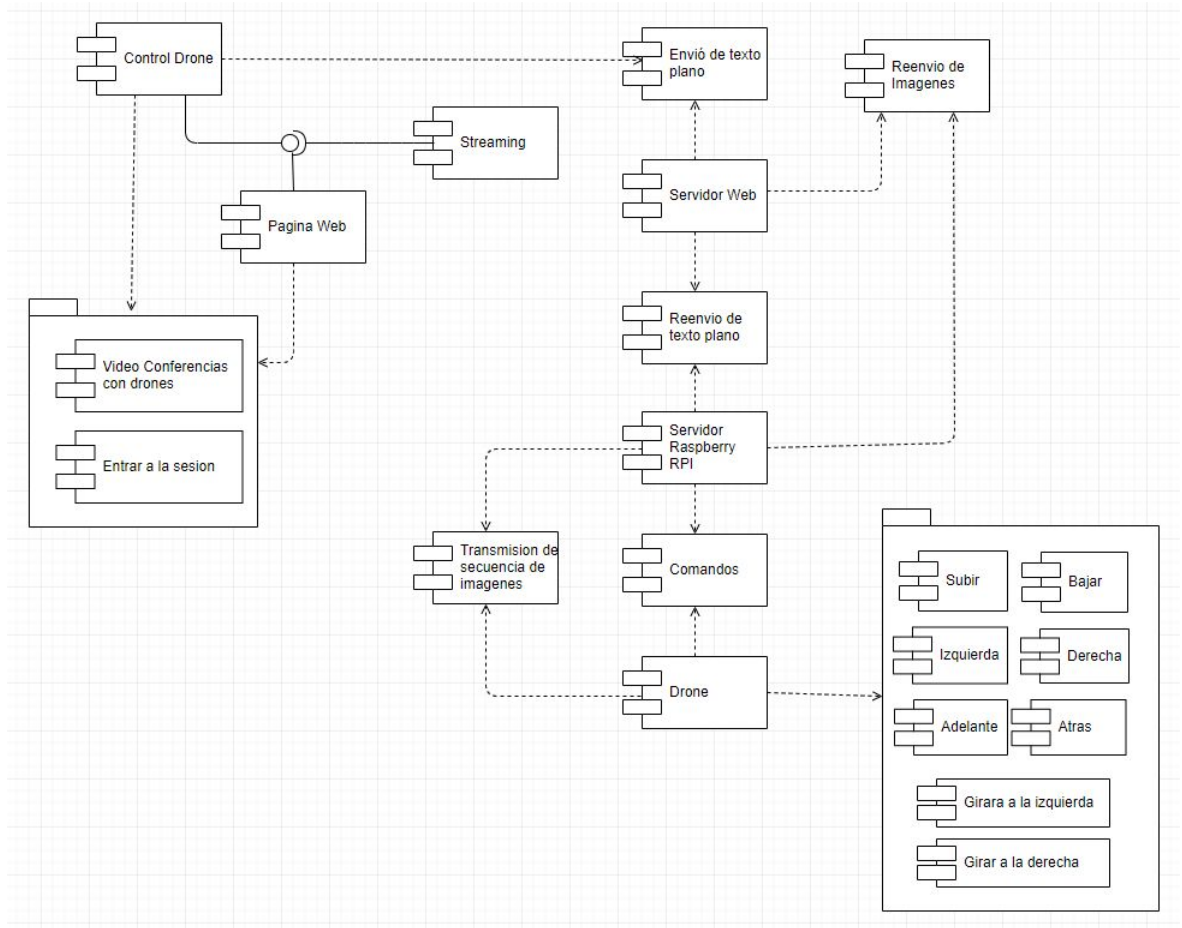 Control Drone
Envió de texto
plano
Reenvio de
Imagenes
Streaming
Servidor Web
Pagina Web
Reenvio de
texto plano
Video Conferencias
con drones
Entrar a la sesion
Servidor
Raspberry
RPI
Transmision de
secuencia de
imagenes
Comandos
Drone
Subir
Bajar
Izquierda
Derecha
Adelante
Atras
Girara a la izquierda
Girar a la derecha